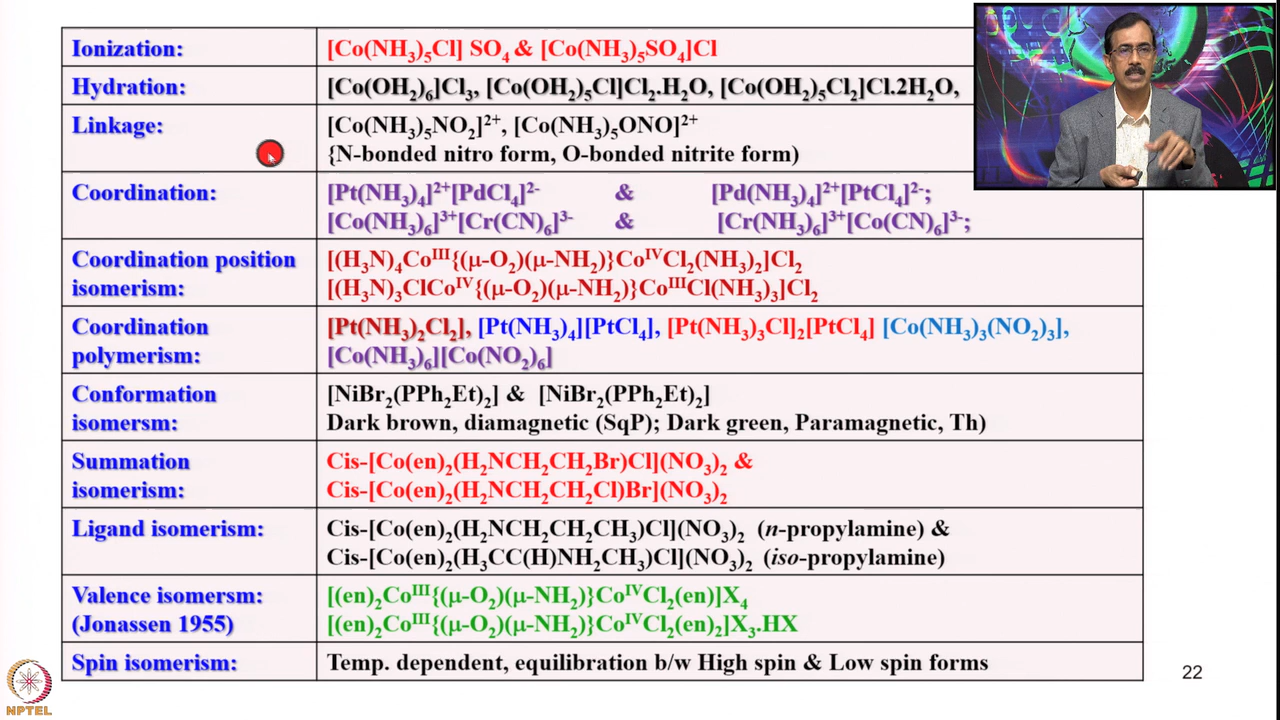 Ionization: [Co(NH₃)₅Cl] SO₄ & [Co(NH₃)₅SO₄]Cl
Hydration: [Co(OH₂)₆]Cl₃, [Co(OH₂)₅Cl]Cl₂.H₂O, [Co(OH₂)₅Cl₂]Cl.2H₂O,
Linkage: [Co(NH₃)₅NO₂]²⁺, [Co(NH₃)₅ONO]²⁺
{N-bonded nitro form, O-bonded nitrite form)
Coordination: [Pt(NH₃)₄]²⁺[PdCl₄]²⁻ & [Pd(NH₃)₄]²⁺[PtCl₄]²⁻;
[Co(NH₃)₆]³⁺[Cr(CN)₆]³⁻ & [Cr(NH₃)₆]³⁺[Co(CN)₆]³⁻;
Coordination position [(H₃N)₄Coᴵᴵᴵ{(μ-O₂)(μ-NH₂)}CoᴵⱽCl₂(NH₃)₂]Cl₂
isomerism: [(H₃N)₃ClCoᴵⱽ{(μ-O₂)(μ-NH₂)}CoᴵᴵᴵCl(NH₃)₃]Cl₂
Coordination [Pt(NH₃)₂Cl₂], [Pt(NH₃)₄][PtCl₄], [Pt(NH₃)₃Cl]₂[PtCl₄] [Co(NH₃)₃(NO₂)₃],
polymerism: [Co(NH₃)₆][Co(NO₂)₆]
Conformation [NiBr₂(PPh₂Et)₂] & [NiBr₂(PPh₂Et)₂]
isomersm: Dark brown, diamagnetic (SqP); Dark green, Paramagnetic, Th)
Summation Cis-[Co(en)₂(H₂NCH₂CH₂Br)Cl](NO₃)₂ &
isomerism: Cis-[Co(en)₂(H₂NCH₂CH₂Cl)Br](NO₃)₂
Ligand isomerism: Cis-[Co(en)₂(H₂NCH₂CH₂CH₃)Cl](NO₃)₂ (n-propylamine) &
Cis-[Co(en)₂(H₃CC(H)NH₂CH₃)Cl](NO₃)₂ (iso-propylamine)
Valence isomersm: [(en)₂Coᴵᴵᴵ{(μ-O₂)(μ-NH₂)}CoᴵⱽCl₂(en)]X₄
(Jonassen 1955) [(en)₂Coᴵᴵᴵ{(μ-O₂)(μ-NH₂)}CoᴵⱽCl₂(en)₂]X₃.HX
Spin isomerism: Temp. dependent, equilibration b/w High spin & Low spin forms
22
NPTEL